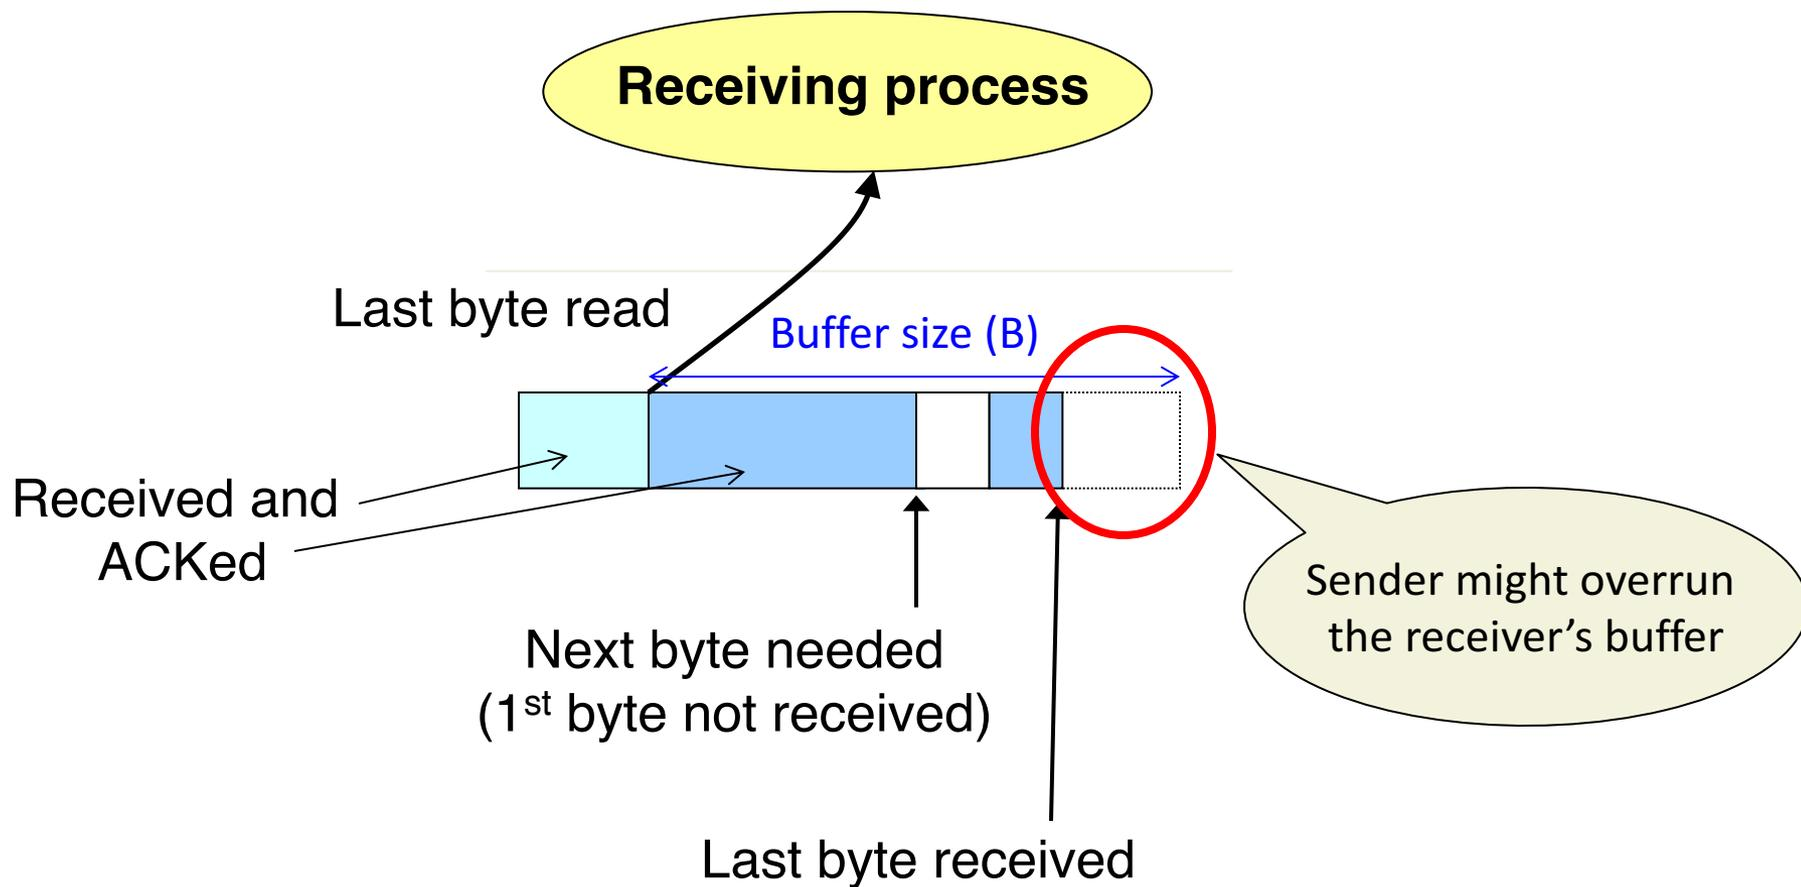 Receiving process
Last byte read
Buffer size (B)
Received and
ACKed
Sender might overrun
the receiver’s buffer
Next byte needed
(1st byte not received)
Last byte received